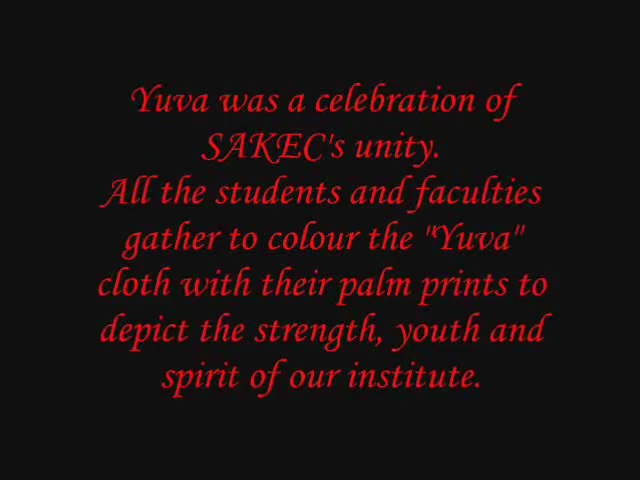 Yuva was a celebration of
SAKEC's unity.
All the students and faculties
gather to colour the "Yuva"
cloth with their palm prints to
depict the strength, youth and
spirit of our institute.